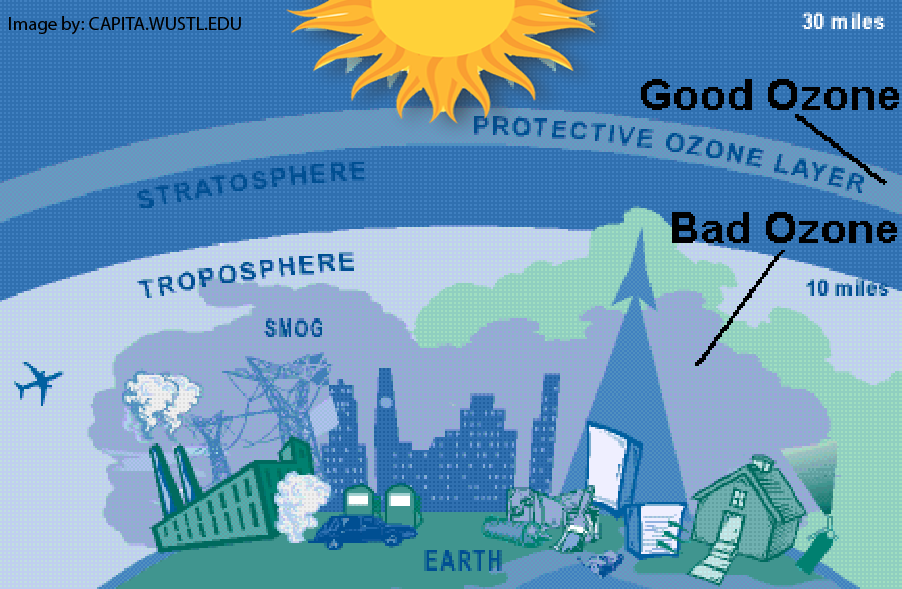 Image by: CAPITA.WUSTL.EDU
30 miles
Good Ozone
PROTECTIVE OZONE LAYER
STRATOSPHERE
Bad Ozone
TROPOSPHERE
10 miles
SMOG
EARTH